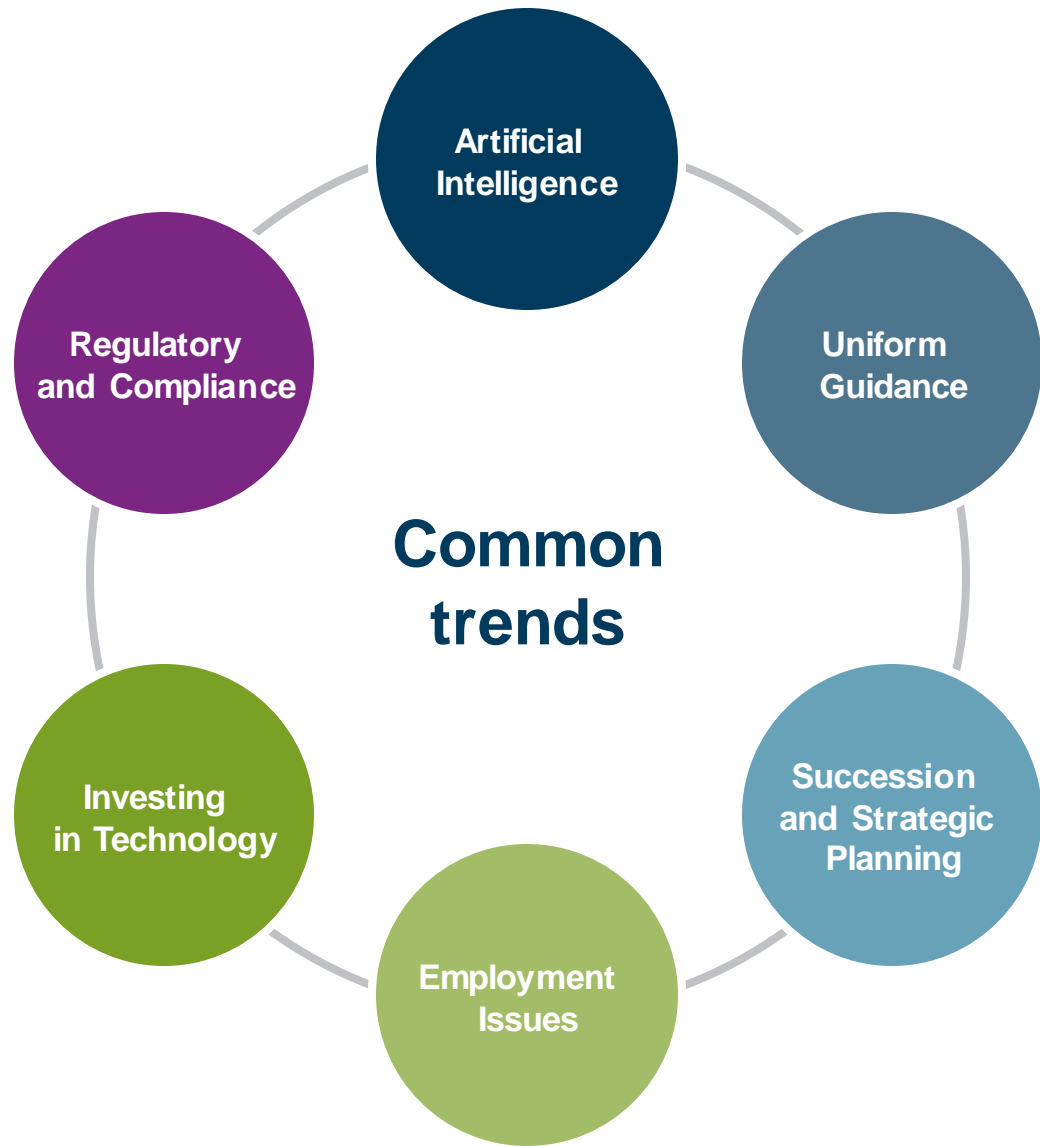 Artificial
Intelligence
Uniform
Guidance
Succession
and Strategic
Planning
Employment
Issues
Investing
in Technology
Regulatory
and Compliance
Common
trends